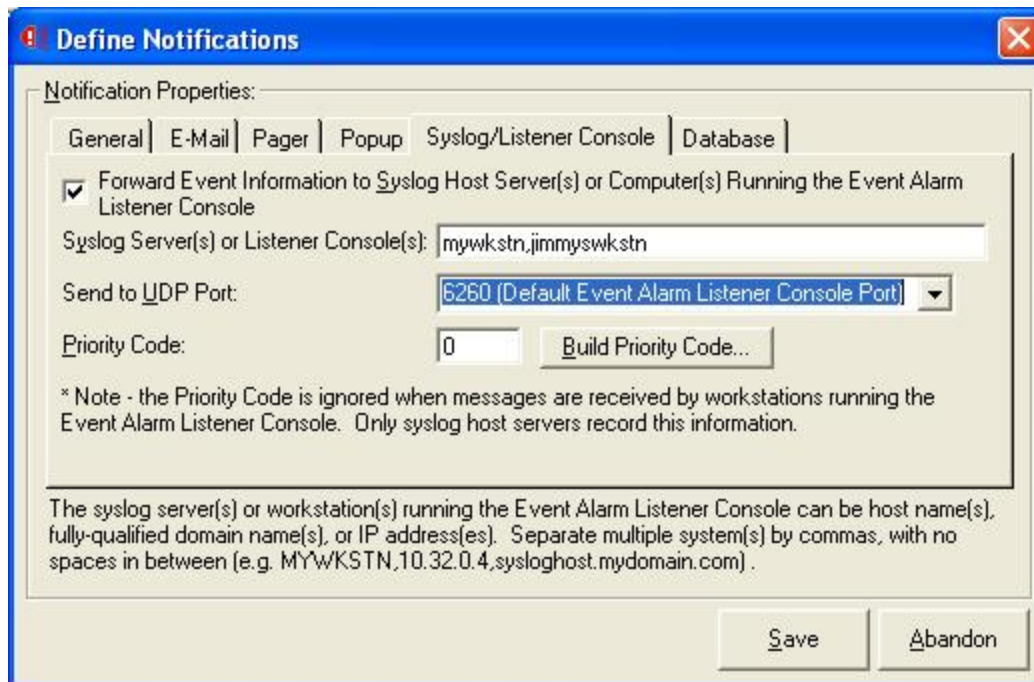 Define Notifications
Notification Properties:
General E-Mail Pager Popup Syslog/Listener Console Database
Forward Event Information to Syslog Host Server(s) or Computer(s) Running the Event Alarm
Listener Console
Syslog Server(s) or Listener Console(s): mywkstn,jimmyswkstn
Send to UDP Port: 6260 (Default Event Alarm Listener Console Port)
Priority Code: 0 Build Priority Code...
* Note - the Priority Code is ignored when messages are received by workstations running the
Event Alarm Listener Console. Only syslog host servers record this information.
The syslog server(s) or workstation(s) running the Event Alarm Listener Console can be host name(s),
fully-qualified domain name(s), or IP address(es). Separate multiple system(s) by commas, with no
spaces in between (e.g. MYWKSTN,10.32.0.4,sysloghost.mydomain.com) .
Save Abandon